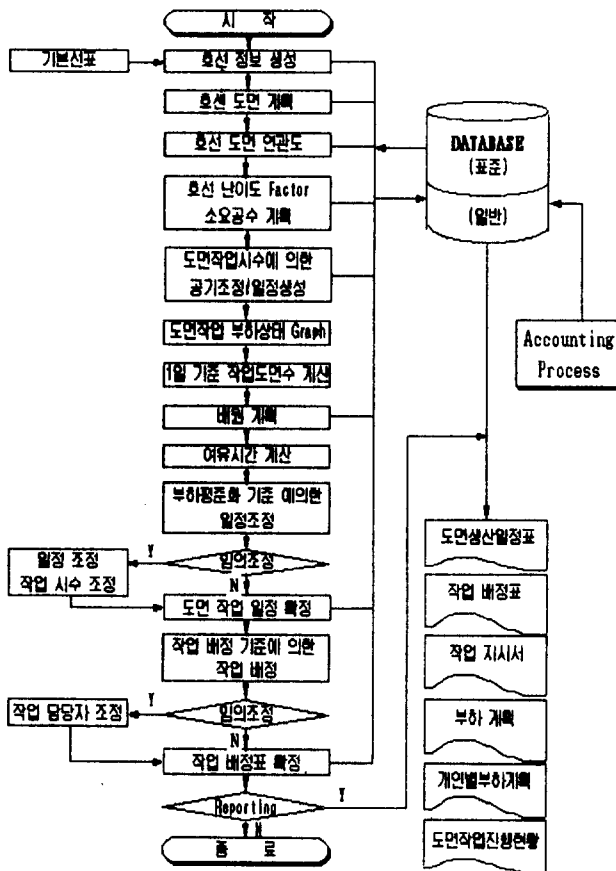 시 작
기본선표
호선 정보 생성
호선 도면 계획
호선 도면 연관도
호선 난이도 Factor
소요공수 계획
도면작업시수에 의한
공기조정/일정생성
도면작업 부하상태 Graph
1일 기준 작업도면수 계산
배원 계획
여유시간 계산
부하평준화 기준 예의한
일정조정
일정 조정
작업 시수 조정
Y
임의조정
N
도면 작업 일정 확정
작업 배정 기준에 의한
작업 배정
작업 담당자 조정
Y
임의조정
N
작업 배정표 확정
Reporting
Y
N
종 료
DATABASE
(표준)
(일반)
Accounting
Process
도면생산일정표
작업 배정표
작업 지시서
부하 계획
개인별부하계획
도면작업진행현황